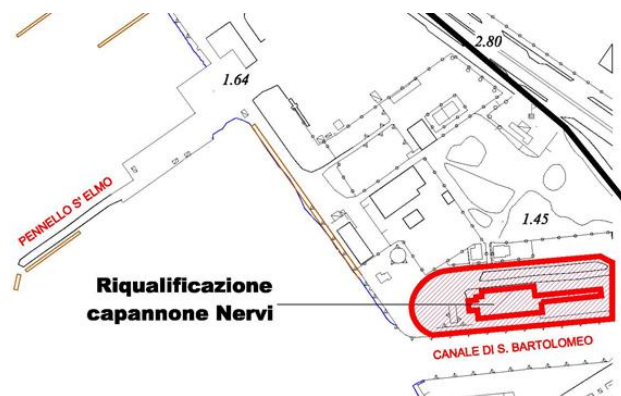 2.80
1.64
PENNELLO S' ELMO
1.45
Riqualificazione
capannone Nervi
CANALE DI S. BARTOLOMEO